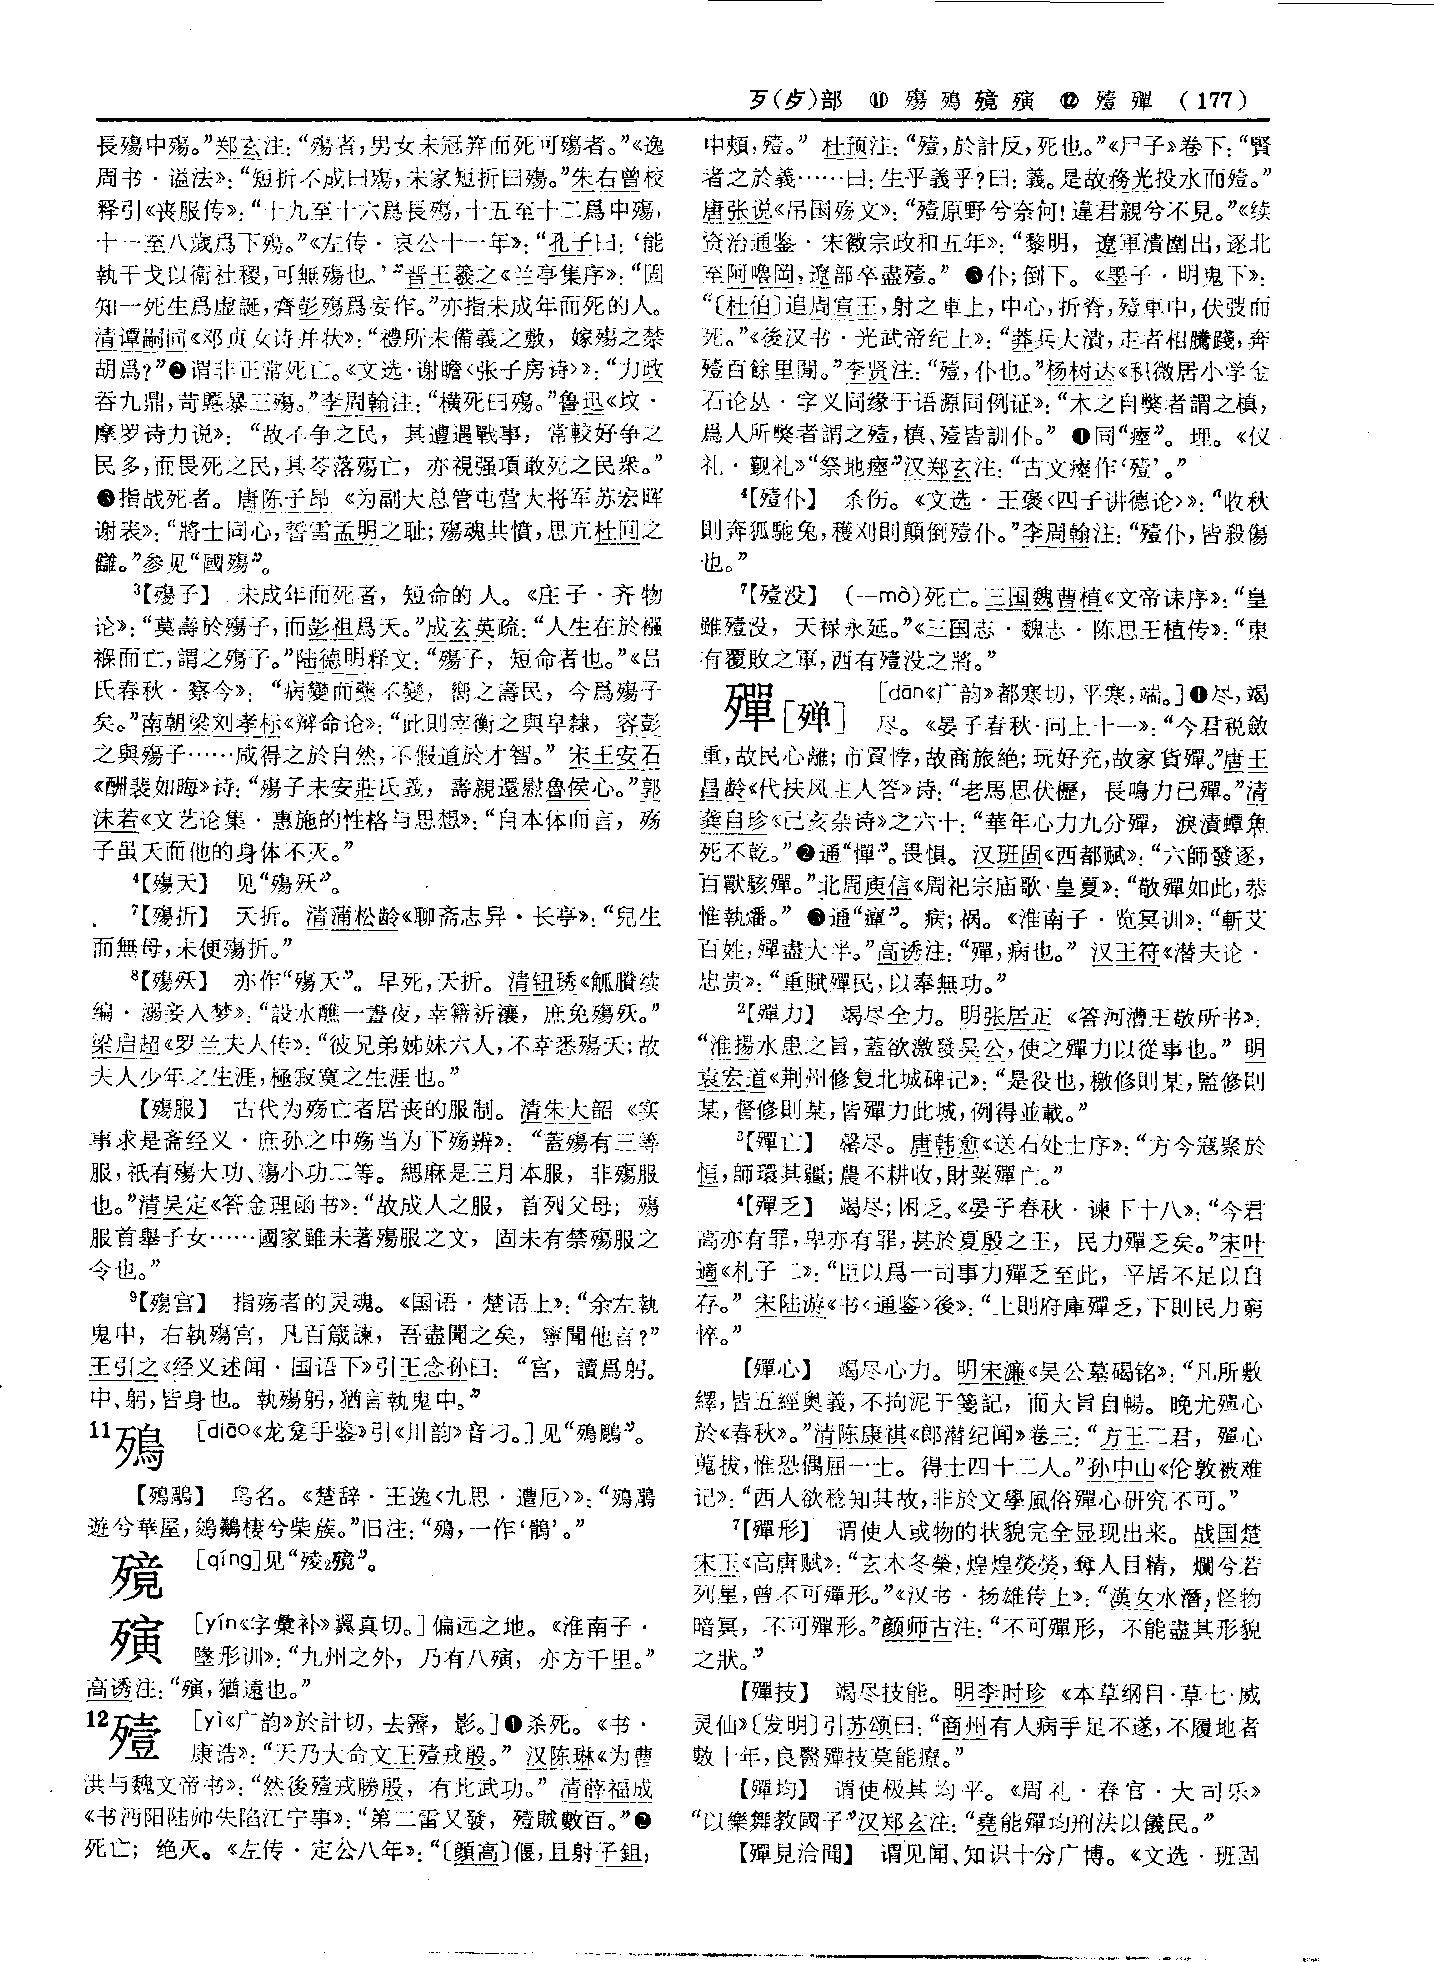 歹(歺)部 ⑪ 殤䲽殑殥 ⑫ 殪殫 (177)
長殤中殤。”郑玄注：“殤者，男女未冠筓而死可殤者。”《逸
周书·谥法》：“短折不成曰殤，未家短折曰殤。”朱右曾校
释引《丧服传》：“十九至十六爲長殤，十五至十二爲中殤，
十一至八歲爲下殤。”《左传·哀公十一年》：“孔子曰：‘能
執干戈以衛社稷，可無殤也。’”晋王羲之《兰亭集序》：“固
知一死生爲虛誕，齊彭殤爲妄作。”亦指未成年而死的人。
清谭嗣同《邓贞女诗并状》：“禮所未備義之敷，嫁殤之禁
胡爲？”❷谓非正常死亡。《文选·谢瞻〈张子房诗〉》：“力政
吞九鼎，苛慝暴三殤。”李周翰注：“横死曰殤。”鲁迅《坟·
摩罗诗力说》：“故不争之民，其遭遇戰事，常較好争之
民多，而畏死之民，其苓落殤亡，亦視强項敢死之民衆。”
❸指战死者。唐陈子昂《为副大总管屯营大将军苏宏晖
谢表》：“將士同心，誓雪孟明之耻；殤魂共憤，思亢杜回之
讎。”参见“國殤”。
³【殤子】 未成年而死者，短命的人。《庄子·齐物
论》：“莫壽於殤子，而彭祖爲夭。”成玄英疏：“人生在於襁
褓而亡，謂之殤子。”陆德明释文：“殤子，短命者也。”《吕
氏春秋·察今》：“病變而藥不變，嚮之壽民，今爲殤子
矣。”南朝梁刘孝标《辩命论》：“此則宰衡之與皁隸，容彭
之與殤子……咸得之於自然，不假道於才智。”宋王安石
《酬裴如晦》诗：“殤子未安莊氏義，壽親還慰魯侯心。”郭
沫若《文艺论集·惠施的性格与思想》：“自本体而言，殇
子虽夭而他的身体不灭。”
⁴【殤夭】 见“殤殀”。
⁷【殤折】 夭折。清蒲松龄《聊斋志异·长亭》：“兒生
而無母，未便殤折。”
⁸【殤殀】 亦作“殤夭”。早死，夭折。清钮琇《觚賸续
编·溺妾入梦》：“設水醮一晝夜，幸籍祈禳，庶免殤殀。”
梁启超《罗兰夫人传》：“彼兄弟姊妹六人，不幸悉殤夭；故
夫人少年之生涯，極寂寞之生涯也。”
【殤服】 古代为殇亡者居丧的服制。清朱大韶《实
事求是斋经义·庶孙之中殇当为下殇辨》：“蓋殤有三等
服，祇有殤大功、殤小功二等。緦麻是三月本服，非殤服
也。”清吴定《答金理函书》：“故成人之服，首列父母；殤
服首舉子女……國家雖未著殤服之文，固未有禁殤服之
令也。”
⁹【殤宫】 指殇者的灵魂。《国语·楚语上》：“余左執
鬼中，右執殤宫，凡百箴諫，吾盡聞之矣，寧聞他言？”
王引之《经义述闻·国语下》引王念孙曰：“宫，讀爲躬。
中、躬，皆身也。執殤躬，猶言執鬼中。”
11䲽 [diāo《龙龛手鉴》引《川韵》音刁。]见“䲽鶚”。
鸟名。《楚辞·王逸〈九思·遭厄〉》：
遊兮華屋，鵕鸃棲兮柴蔟。”旧注：
殑 [qíng]见“殑”。
殥 [yín《字彙补》翼真切。]偏远之地。《淮南子·
墬形训》：“九州之外，乃有八殥，亦方千里。”
高诱注：“殥，猶遠也。”
12殪 [yì《广韵》於計切，去霽，影。]❶杀死。《书·
康浩》：“天乃大命文王殪戎殷。”汉陈琳《为曹
洪与魏文帝书》：“然後殪戎勝殷，有此武功。”清薛福成
《书沔阳陆帅失陷江宁事》：“第二雷又發，殪賊數百。”❷
死亡；绝灭。《左传·定公八年》：“〔顔高〕偃，且射子鉏，
中頰，殪。”杜预注：“殪，於計反，死也。”《尸子》卷下：“賢
者之於義……曰：生乎義乎？曰：義。是故務光投水而殪。”
唐张说《吊国殇文》：“殪原野兮奈何！違君親兮不見。”《续
资治通鉴·宋徽宗政和五年》：“黎明，遼軍潰圍出，逐北
至阿嚕岡，遼部卒盡殪。”❸仆；倒下。《墨子·明鬼下》：
“〔杜伯〕追周宣王，射之車上，中心，折脊，殪車中，伏弢而
死。”《後汉书·光武帝纪上》：“莽兵大潰，走者相騰踐，奔
殪百餘里間。”李贤注：“殪，仆也。”杨树达《积微居小学金
石论丛·字义同缘于语源同例证》：“木之自獘者謂之槙，
爲人所獘者謂之殪，槙、殪皆訓仆。”❹同“瘞”。埋。《仪
礼·觐礼》“祭地瘞”汉郑玄注：“古文瘞作‘殪’。”
⁴【殪仆】 杀伤。《文选·王褒〈四子讲德论〉》：“收秋
則奔狐馳兔，穫刈則顛倒殪仆。”李周翰注：“殪仆，皆殺傷
也。”
⁷【殪没】 (—mò)死亡。三国魏曹植《文帝诔序》：“皇
雖殪没，天禄永延。”《三国志·魏志·陈思王植传》：“東
有覆敗之軍，西有殪没之將。”
殫[殚] [dān《广韵》都寒切，平寒，端。]❶尽，竭
尽。《晏子春秋·问上十一》：“今君税斂
重，故民心離；市買悖，故商旅絶；玩好充，故家貨殫。”唐王
昌龄《代扶风主人答》诗：“老馬思伏櫪，長鳴力已殫。”清
龚自珍《己亥杂诗》之六十：“華年心力九分殫，淚漬蟫魚
死不乾。”❷通“憚”。畏惧。汉班固《西都赋》：“六師發逐，
百獸駭殫。”北周庾信《周祀宗庙歌·皇夏》：“敬殫如此，恭
惟執燔。”❸通“癉”。病；祸。《淮南子·览冥训》：“斬艾
百姓，殫盡大半。”高诱注：“殫，病也。”汉王符《潜夫论·
忠贵》：“重賦殫民，以奉無功。”
²【殫力】 竭尽全力。明张居正《答河漕王敬所书》：
“淮揚水患之旨，蓋欲激發吴公，使之殫力以從事也。”明
袁宏道《荆州修复北城碑记》：“是役也，檄修則某，監修則
某，督修則某，皆殫力此城，例得並載。”
³【殫亡】 罄尽。唐韩愈《送石处士序》：“方今寇聚於
恒，師環其疆；農不耕收，財粟殫亡。”
⁴【殫乏】 竭尽；困乏。《晏子春秋·谏下十八》：“今君
高亦有罪，卑亦有罪，甚於夏殷之王，民力殫乏矣。”宋叶
適《札子二》：“臣以爲一司事力殫乏至此，平居不足以自
存。”宋陆游《书〈通鉴〉後》：“上則府庫殫乏，下則民力窮
悴。”
【殫心】 竭尽心力。明宋濂《吴公墓碣铭》：“凡所敷
繹，皆五經奥義，不拘泥于箋記，而大旨自暢。晚尤殫心
於《春秋》。”清陈康祺《郎潜纪闻》卷三：“方王二君，殫心
蒐拔，惟恐偶屈一士。得士四十二人。”孙中山《伦敦被难
记》：“西人欲稔知其故，非於文學風俗殫心研究不可。”
⁷【殫形】 谓使人或物的状貌完全显现出来。战国楚
宋玉《高唐赋》：“玄木冬榮，煌煌熒熒，奪人目精，爛兮若
列星，曾不可殫形。”《汉书·扬雄传上》：“漢女水潛，怪物
暗冥，不可殫形。”颜师古注：“不可殫形，不能盡其形貌
之狀。”
【殫技】 竭尽技能。明李时珍《本草纲目·草七·威
灵仙》〔发明〕引苏颂曰：“商州有人病手足不遂，不履地者
數十年，良醫殫技莫能療。”
【殫均】 谓使极其均平。《周礼·春官·大司乐》
“以樂舞教國子”汉郑玄注：“堯能殫均刑法以儀民。”
【殫見洽聞】 谓见闻、知识十分广博。《文选·班固